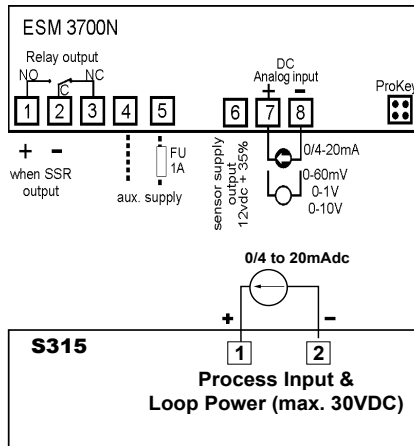 ESM 3700N
Relay output
NO C NC
DC
Analog input
+ -
ProKey
1 2 3 4 5 6 7 8
+ -
when SSR
output
FU
1A
aux. supply
sensor supply
output
12vdc + 35%
0/4-20mA
0-60mV
0-1V
0-10V
0/4 to 20mAdc
+ -
S315
1 2
Process Input &
Loop Power (max. 30VDC)